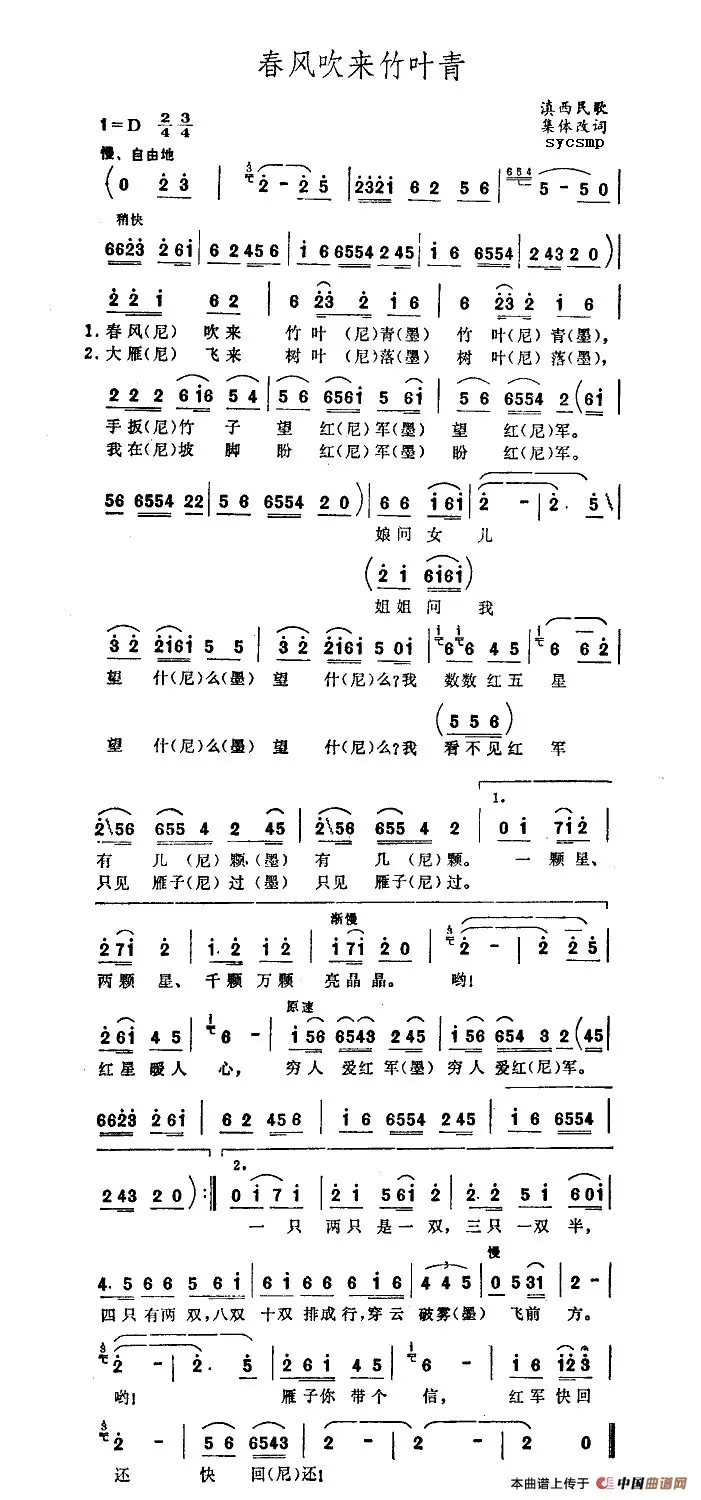 春风吹来竹叶青
1=D 2/4 3/4
滇西民歌
集体改词
sycsmp
慢、自由地
(0 2 3 | 2 - 2 5 | 2321 6 2 5 6 | 654 5 - 5 0 |
稍快
6623 2 6 1 | 6 2 45 6 | 1 6 6554 2 45 | 1 6 6554 | 2 43 2 0 ) |
2 2 1 6 2 | 6 23 2 1 6 | 6 23 2 1 6 |
1.春风(尼) 吹来 竹叶 (尼)青(墨) 竹 叶(尼) 青(墨),
2.大雁(尼) 飞来 树叶 (尼)落(墨) 树 叶(尼) 落(墨),
2 2 2 6 16 5 4 | 5 6 6561 5 61 | 5 6 6554 2 (61 |
手扳(尼)竹 子 望 红(尼)军(墨) 望 红(尼)军。
我在(尼)坡 脚 盼 红(尼)军(墨) 盼 红(尼)军。
56 6554 22 | 5 6 6554 2 0 ) | 6 6 161 | 2 - | 2. 5 |
娘问女 儿
(2 1 6161)
姐姐问 我
3 2 2161 5 5 | 3 2 2161 5 01 | 6 6 4 5 | 6 6 2 |
望 什(尼)么(墨) 望 什(尼)么?我 数数红五 星
(5 5 6)
望 什(尼)么(墨) 望 什(尼)么?我 看不见红 军
1.
2\56 655 4 2 45 | 2\56 655 4 2 | 0 1 71 2 |
有 几 (尼) 颗,(墨) 有 几 (尼) 颗。 一颗星、
只见 雁子(尼)过(墨) 只见 雁子(尼)过。
渐慢
2 71 2 | 1. 2 1 2 | 1 71 2 0 | 2 - | 2 2 5 |
两颗 星、 千颗 万颗 亮晶晶。 哟!
原速
2 61 4 5 | 6 - | 1 56 6543 2 45 | 1 56 654 3 2 (45 |
红星暖人 心, 穷人 爱红 军(墨) 穷人 爱红(尼)军。
6623 2 61 | 6 2 45 6 | 1 6 6554 2 45 | 1 6 6554 |
2.
2 43 2 0 ) :‖ 0 1 7 1 | 2 1 5 61 2 | 2. 2 5 1 6 01 |
一只 两只是一双, 三只一双半,
4. 5 6 6 5 6 1 | 6 1 6 6 6 1 6 | 4 4 5 |
慢
0 5 31 | 2 - |
四只有两 双,八双 十双 排成行,穿云 破雾(墨) 飞前 方。
2 - | 2. 5 | 2 61 4 5 | 6 - | 1 6 12 3 |
哟! 雁子你 带个 信, 红军快回
2 - | 5 6 6543 | 2 - | 2 - | 2 0 ‖
还 快 回(尼)还!
本曲谱上传于 中国曲谱网